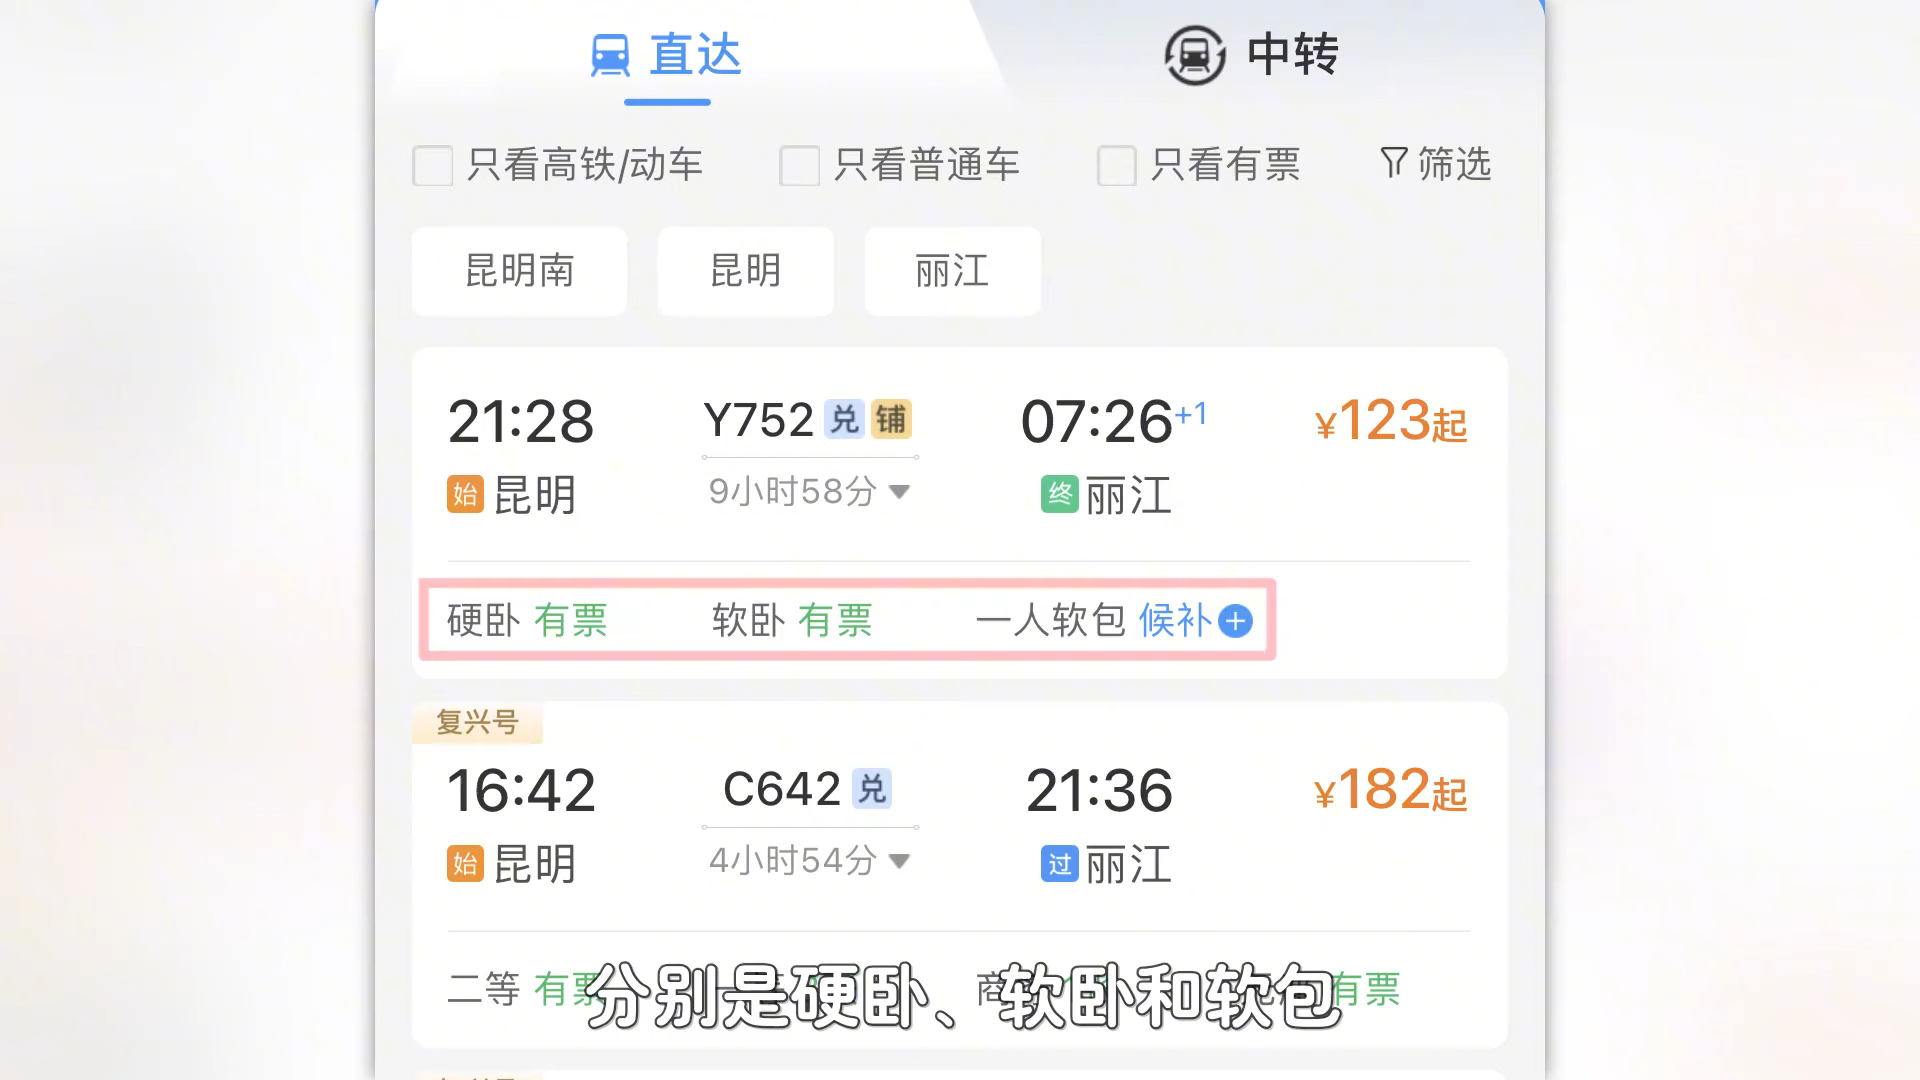 直达 中转
只看高铁/动车 只看普通车 只看有票 筛选
昆明南 昆明 丽江
21:28 Y752 兑 铺 07:26+1 ¥123起
始 昆明 9小时58分 终 丽江
硬卧 有票 软卧 有票 一人软包 候补
复兴号
16:42 C642 兑 21:36 ¥182起
始 昆明 4小时54分 过 丽江
二等 有票 商 有票
分别是硬卧、软卧和软包